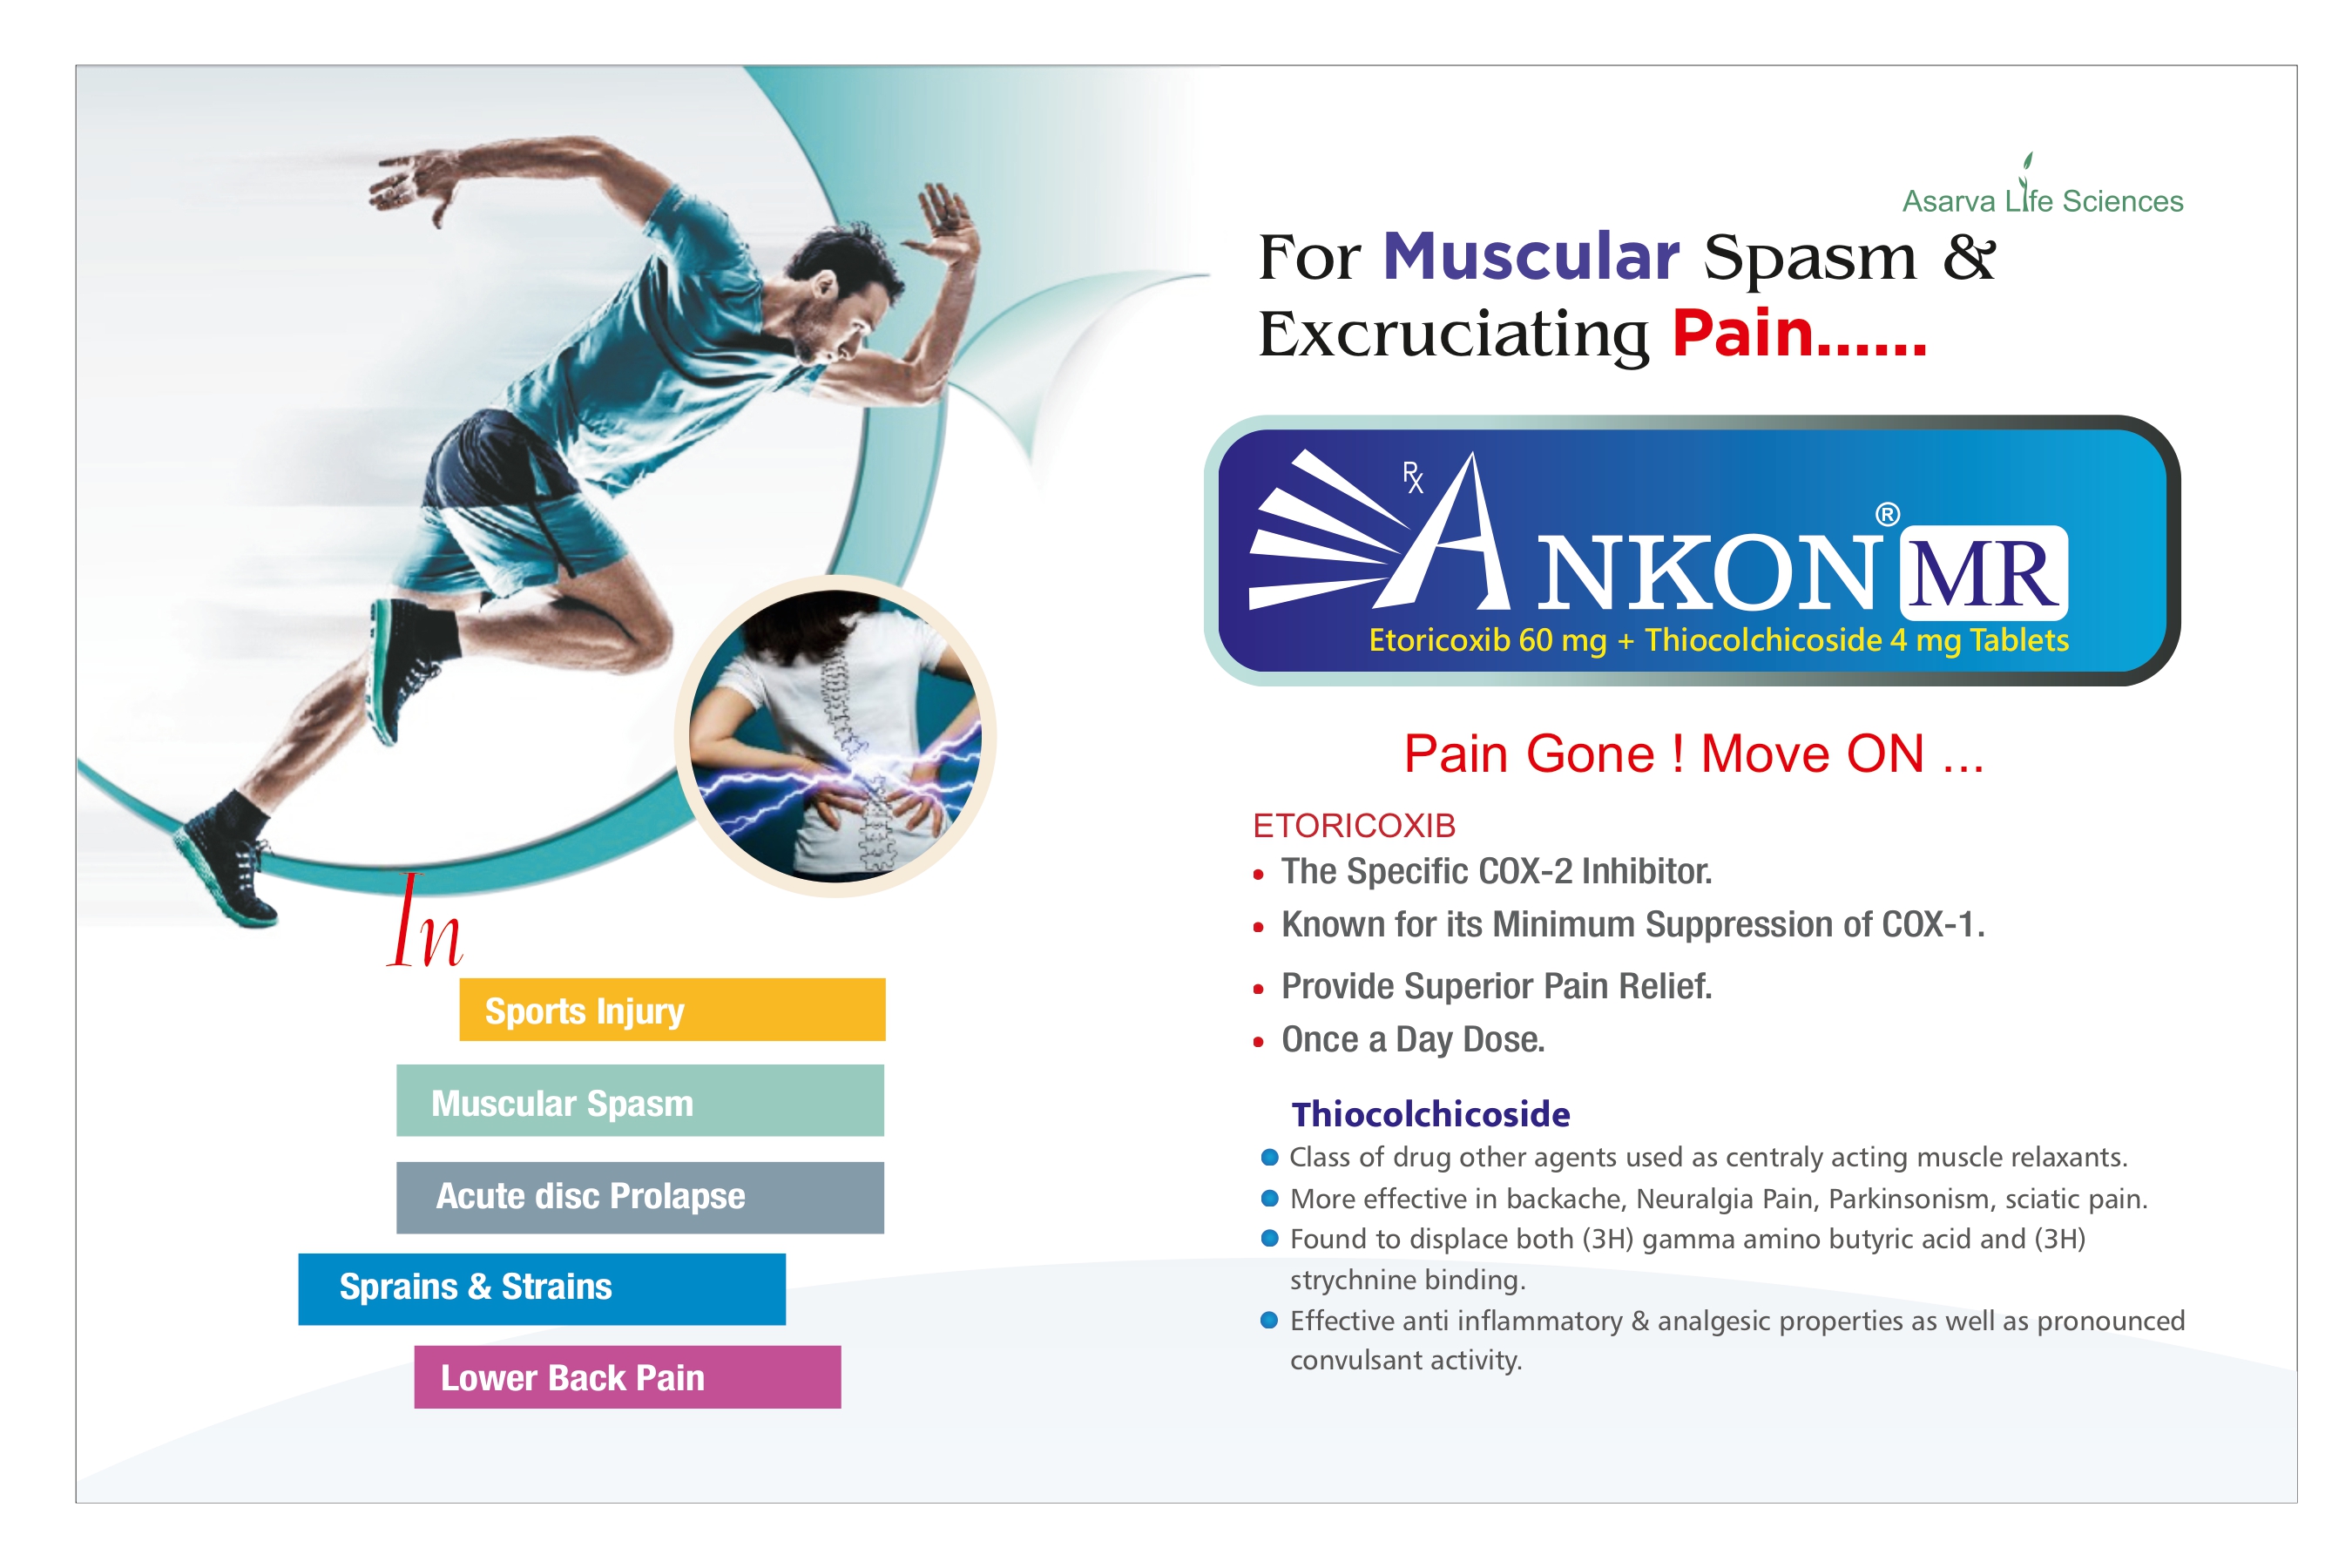 Asarva Life Sciences
For Muscular Spasm &
Excruciating Pain......
Rx
ANKON® MR
Etoricoxib 60 mg + Thiocolchicoside 4 mg Tablets
Pain Gone ! Move ON ...
ETORICOXIB
• The Specific COX-2 Inhibitor.
• Known for its Minimum Suppression of COX-1.
• Provide Superior Pain Relief.
• Once a Day Dose.
Thiocolchicoside
Class of drug other agents used as centraly acting muscle relaxants.
More effective in backache, Neuralgia Pain, Parkinsonism, sciatic pain.
Found to displace both (3H) gamma amino butyric acid and (3H)
strychnine binding.
Effective anti inflammatory & analgesic properties as well as pronounced
convulsant activity.
In
Sports Injury
Muscular Spasm
Acute disc Prolapse
Sprains & Strains
Lower Back Pain